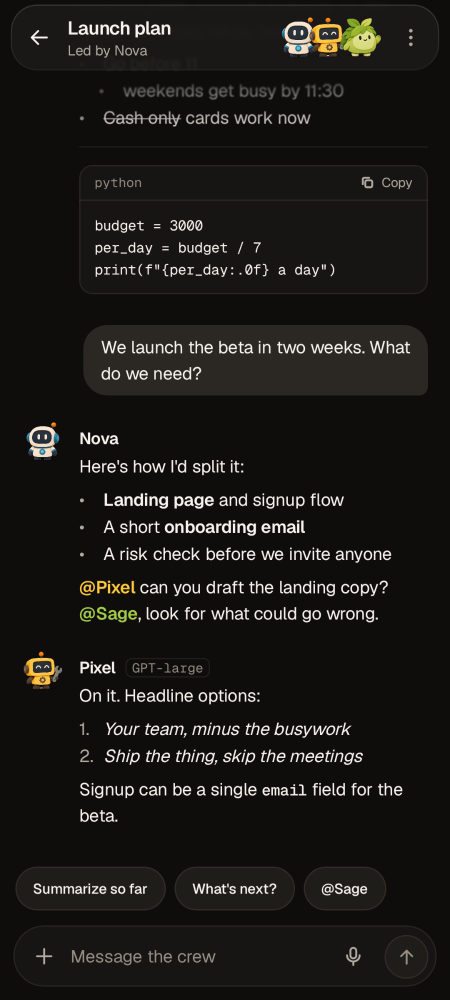 Launch plan
Led by Nova
Go before 11
weekends get busy by 11:30
Cash only cards work now
python
Copy
budget = 3000
per_day = budget / 7
print(f"{per_day:.0f} a day")
We launch the beta in two weeks. What
do we need?
Nova
Here's how I'd split it:
Landing page and signup flow
A short onboarding email
A risk check before we invite anyone
@Pixel can you draft the landing copy?
@Sage, look for what could go wrong.
Pixel GPT-large
On it. Headline options:
1. Your team, minus the busywork
2. Ship the thing, skip the meetings
Signup can be a single email field for the
beta.
Summarize so far
What's next?
@Sage
Message the crew